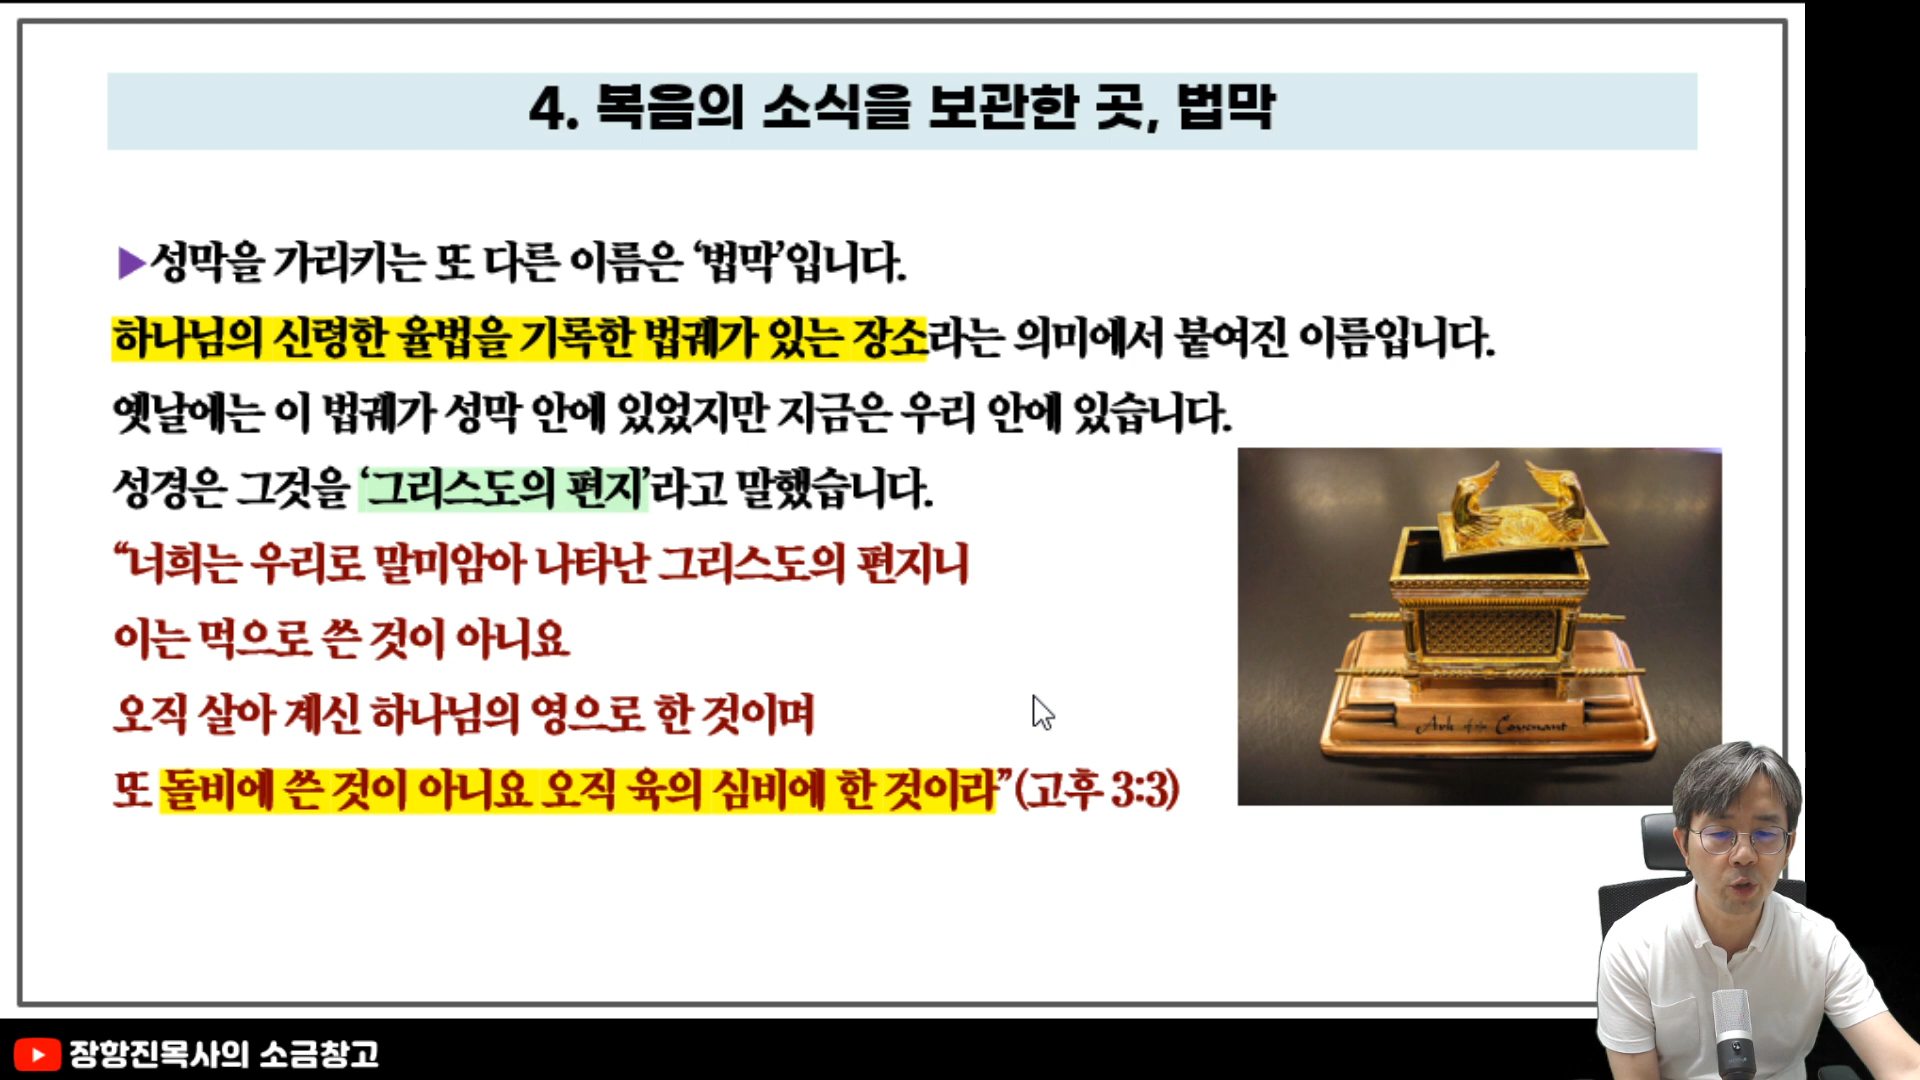 4. 복음의 소식을 보관한 곳, 법막
▶성막을 가리키는 또 다른 이름은 ‘법막’입니다.
하나님의 신령한 율법을 기록한 법궤가 있는 장소라는 의미에서 붙여진 이름입니다.
옛날에는 이 법궤가 성막 안에 있었지만 지금은 우리 안에 있습니다.
성경은 그것을 ‘그리스도의 편지’라고 말했습니다.
“너희는 우리로 말미암아 나타난 그리스도의 편지니
이는 먹으로 쓴 것이 아니요
오직 살아 계신 하나님의 영으로 한 것이며
또 돌비에 쓴 것이 아니요 오직 육의 심비에 한 것이라”(고후 3:3)
Ark of the Covenant
장항진목사의 소금창고